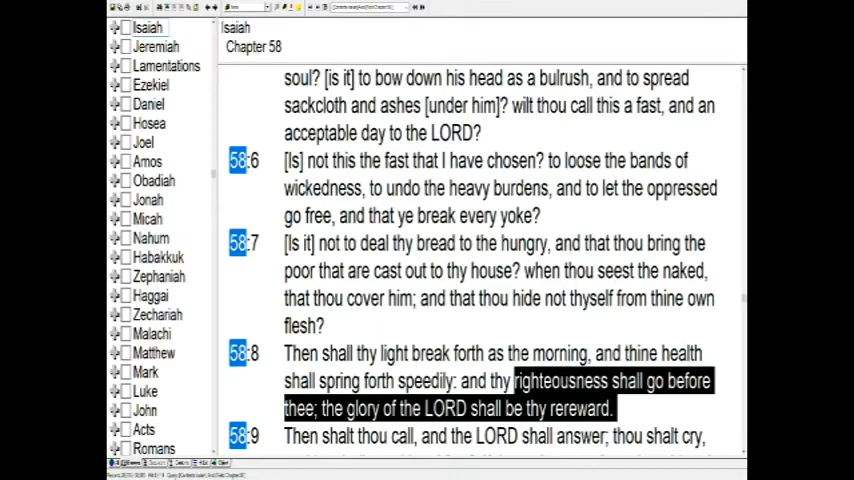 Isaiah
Jeremiah
Lamentations
Ezekiel
Daniel
Hosea
Joel
Amos
Obadiah
Jonah
Micah
Nahum
Habakkuk
Zephaniah
Haggai
Zechariah
Malachi
Matthew
Mark
Luke
John
Acts
Romans
Isaiah
Chapter 58
soul? [is it] to bow down his head as a bulrush, and to spread
sackcloth and ashes [under him]? wilt thou call this a fast, and an
acceptable day to the LORD?
58:6 [Is] not this the fast that I have chosen? to loose the bands of
wickedness, to undo the heavy burdens, and to let the oppressed
go free, and that ye break every yoke?
58:7 [Is it] not to deal thy bread to the hungry, and that thou bring the
poor that are cast out to thy house? when thou seest the naked,
that thou cover him; and that thou hide not thyself from thine own
flesh?
58:8 Then shall thy light break forth as the morning, and thine health
shall spring forth speedily: and thy righteousness shall go before
thee; the glory of the LORD shall be thy rereward.
58:9 Then shalt thou call, and the LORD shall answer; thou shalt cry,